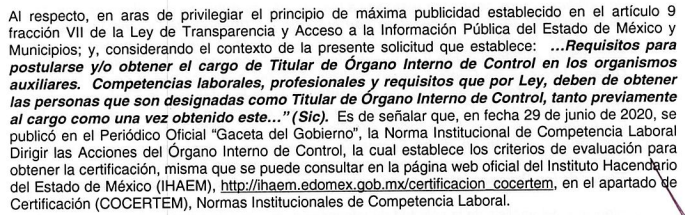 Al respecto, en aras de privilegiar el principio de máxima publicidad establecido en el artículo 9
fracción VII de la Ley de Transparencia y Acceso a la Información Pública del Estado de México y
Municipios; y, considerando el contexto de la presente solicitud que establece: ...Requisitos para
postularse y/o obtener el cargo de Titular de Órgano Interno de Control en los organismos
auxiliares. Competencias laborales, profesionales y requisitos que por Ley, deben de obtener
las personas que son designadas como Titular de Órgano Interno de Control, tanto previamente
al cargo como una vez obtenido este..." (Sic). Es de señalar que, en fecha 29 de junio de 2020, se
publicó en el Periódico Oficial "Gaceta del Gobierno", la Norma Institucional de Competencia Laboral
Dirigir las Acciones del Órgano Interno de Control, la cual establece los criterios de evaluación para
obtener la certificación, misma que se puede consultar en la página web oficial del Instituto Hacendario
del Estado de México (IHAEM), http://ihaem.edomex.gob.mx/certificacion_cocertem, en el apartado de
Certificación (COCERTEM), Normas Institucionales de Competencia Laboral.